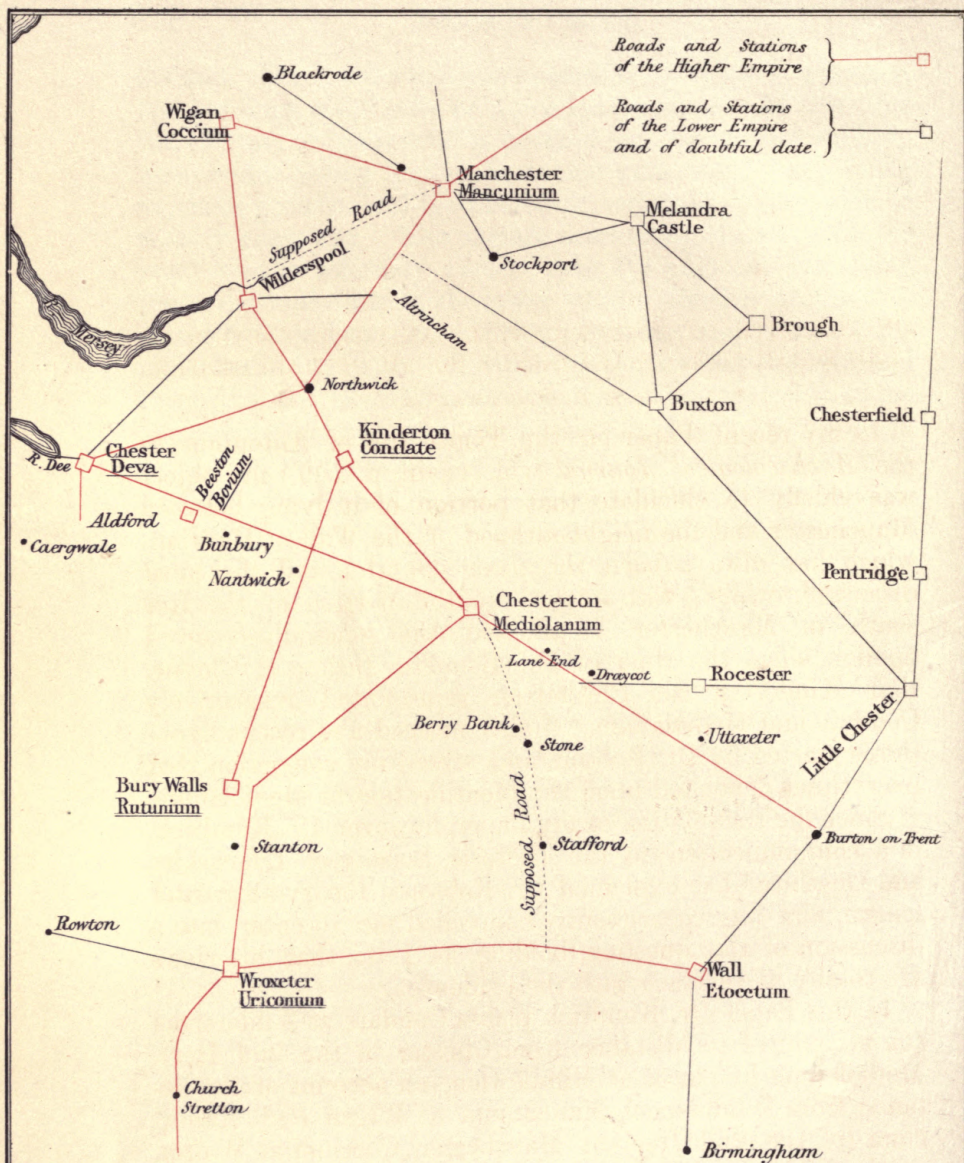 Roads and Stations
of the Higher Empire
Roads and Stations
of the Lower Empire
and of doubtful date.
Blackrode
Wigan
Coccium
Manchester
Mancunium
Supposed Road
Wilderspool
Melandra
Castle
Stockport
Altrincham
Mersey
Brough
Buxton
Chesterfield
Northwick
R. Dee
Chester
Deva
Kinderton
Condate
Beeston
Bovium
Aldford
Caergwale
Bunbury
Nantwich
Pentridge
Chesterton
Mediolanum
Lane End
Draycot
Rocester
Little Chester
Berry Bank
Stone
Uttoxeter
Bury Walls
Rutunium
Stanton
Supposed Road
Stafford
Burton on Trent
Rowton
Wroxeter
Uriconium
Wall
Etocetum
Church
Stretton
Birmingham